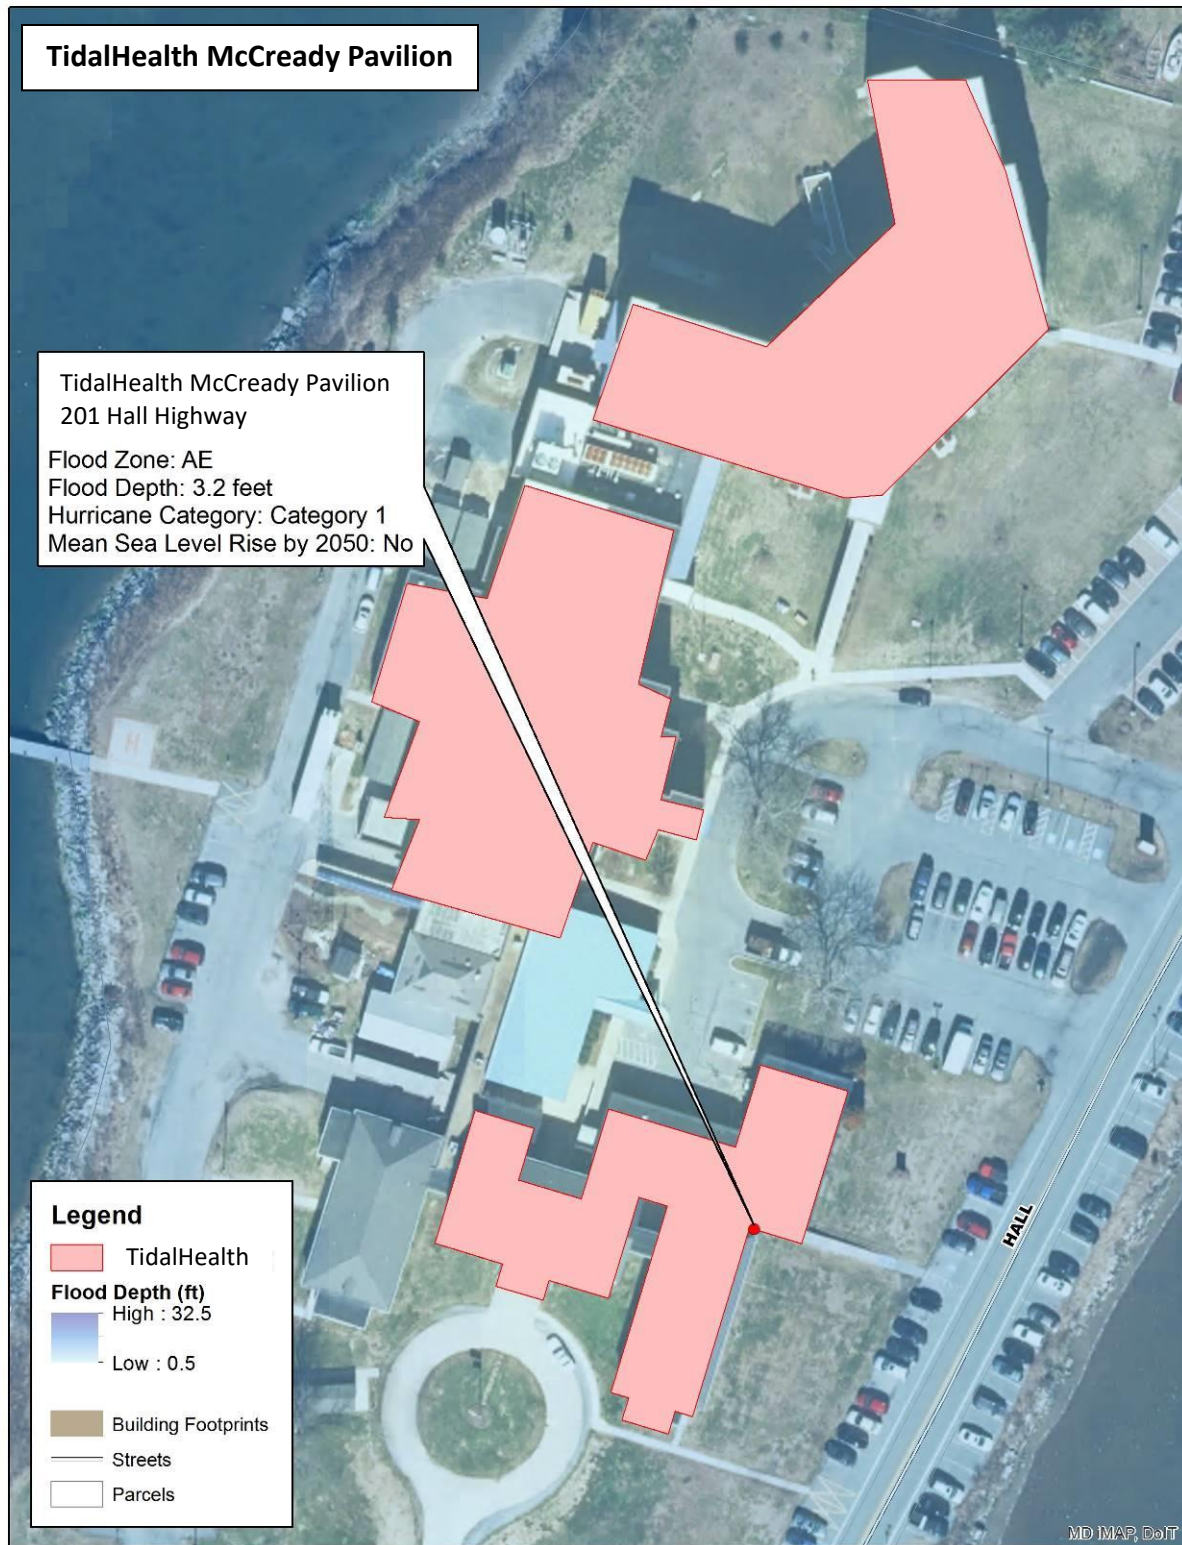 TidalHealth McCready Pavilion
TidalHealth McCready Pavilion
201 Hall Highway
Flood Zone: AE
Flood Depth: 3.2 feet
Hurricane Category: Category 1
Mean Sea Level Rise by 2050: No
H
HALL
Legend
TidalHealth
Flood Depth (ft)
High : 32.5
Low : 0.5
Building Footprints
Streets
Parcels
MD iMAP, DoIT